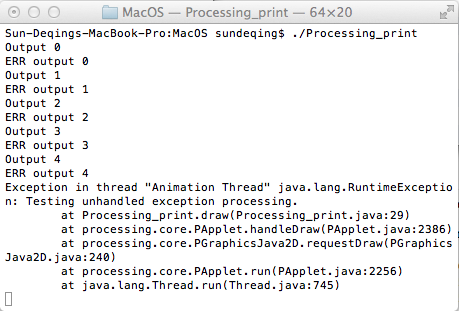 MacOS — Processing_print — 64×20
Sun-Deqings-MacBook-Pro:MacOS sundeqing$ ./Processing_print
Output 0
ERR output 0
Output 1
ERR output 1
Output 2
ERR output 2
Output 3
ERR output 3
Output 4
ERR output 4
Exception in thread "Animation Thread" java.lang.RuntimeExceptio
n: Testing unhandled exception processing.
at Processing_print.draw(Processing_print.java:29)
at processing.core.PApplet.handleDraw(PApplet.java:2386)
at processing.core.PGraphicsJava2D.requestDraw(PGraphics
Java2D.java:240)
at processing.core.PApplet.run(PApplet.java:2256)
at java.lang.Thread.run(Thread.java:745)